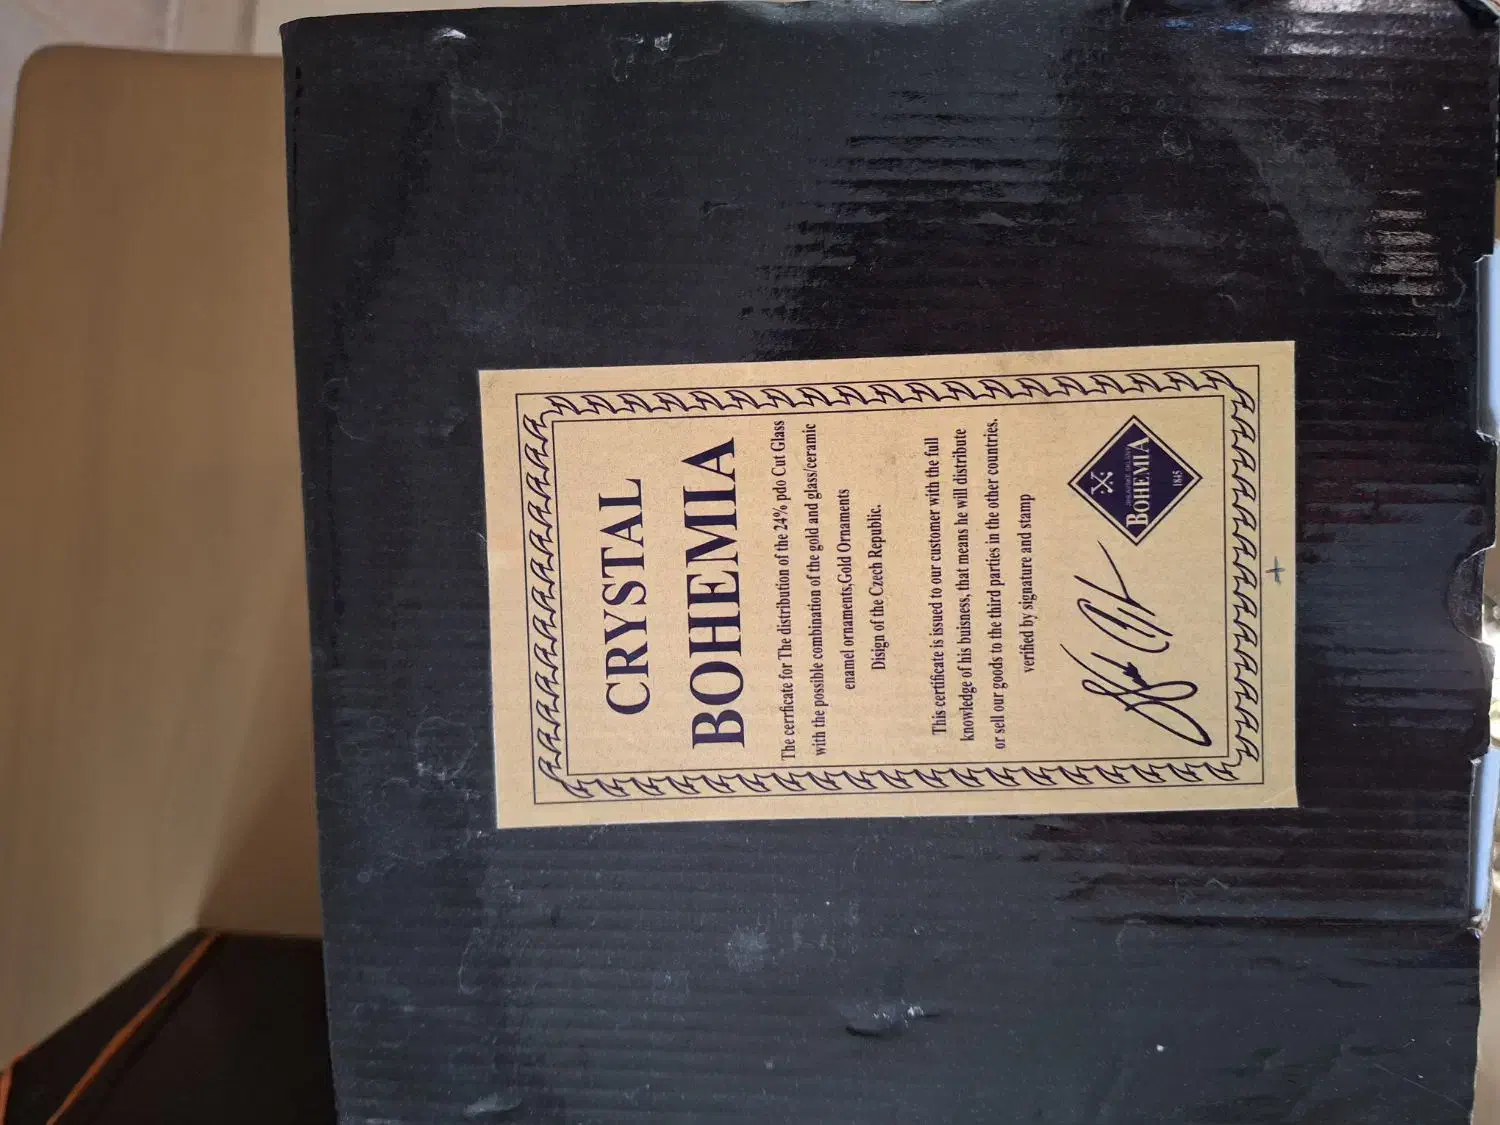 CRYSTAL
BOHEMIA
The cerrficate for The distribution of the 24% pdo Cut Glass
with the possible combination of the gold and glass/ceramic
enamel ornaments,Gold Ornaments
Disign of the Czech Republic.
This certificate is issued to our customer with the full
knowledge of his buisness, that means he will distribute
or sell our goods to the third parties in the other countries.
verified by signature and stamp
BOHEMIA
1845